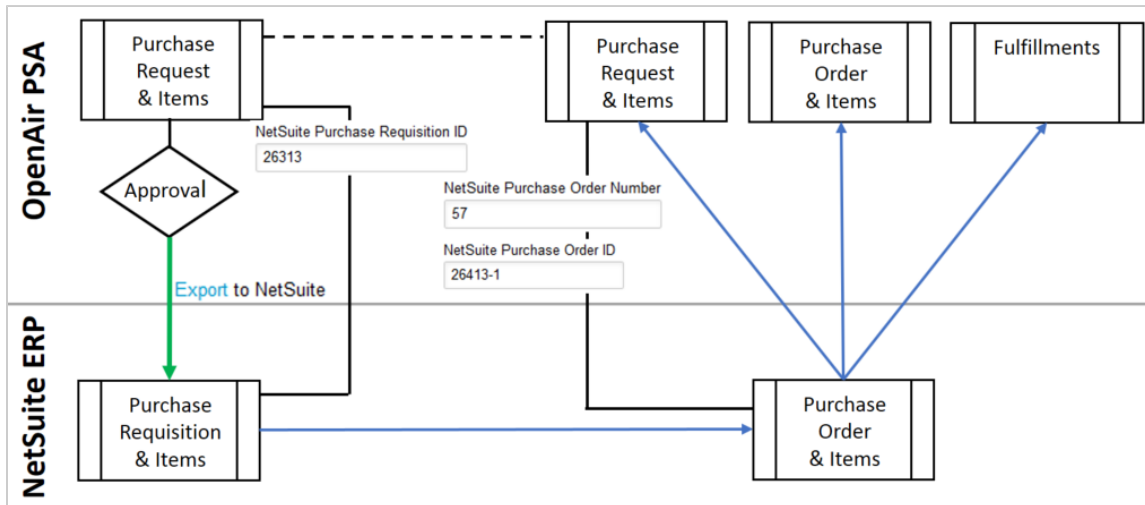 OpenAir PSA
Purchase
Request
& Items
Purchase
Request
& Items
Purchase
Order
& Items
Fulfillments
NetSuite Purchase Requisition ID
26313
Approval
NetSuite Purchase Order Number
57
NetSuite Purchase Order ID
26413-1
Export to NetSuite
NetSuite ERP
Purchase
Requisition
& Items
Purchase
Order
& Items